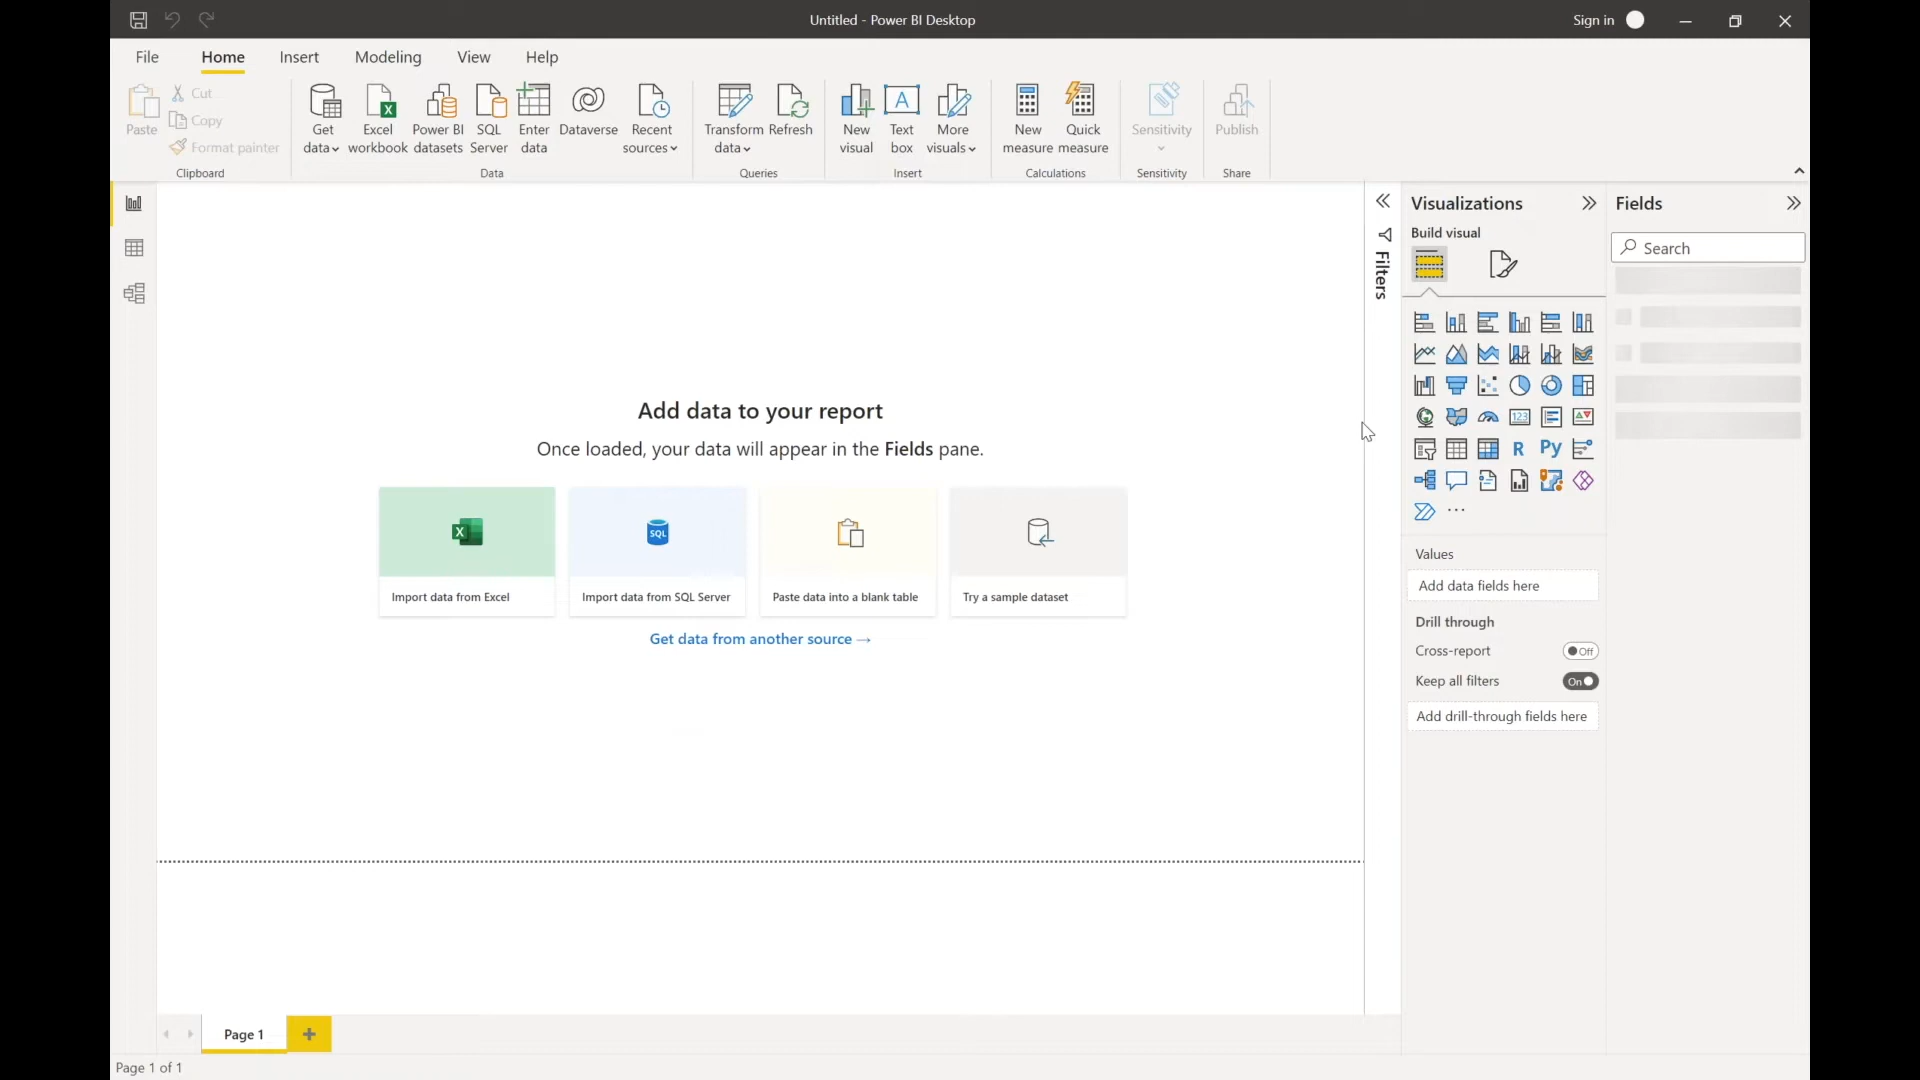 Untitled - Power BI Desktop
Sign in
File Home Insert Modeling View Help
Paste
Cut
Copy
Format painter
Clipboard
Get data
Excel workbook
Power BI datasets
SQL Server
Enter data
Dataverse
Recent sources
Data
Transform data
Refresh
Queries
New visual
Text box
A
More visuals
Insert
New measure
Quick measure
Calculations
Sensitivity
Sensitivity
Publish
Share
Add data to your report
Once loaded, your data will appear in the Fields pane.
X
SQL
Import data from Excel
Import data from SQL Server
Paste data into a blank table
Try a sample dataset
Get data from another source →
Filters
Visualizations
Build visual
123
R
Py
...
Values
Add data fields here
Drill through
Cross-report
Off
Keep all filters
On
Add drill-through fields here
Fields
Search
Page 1
+
Page 1 of 1